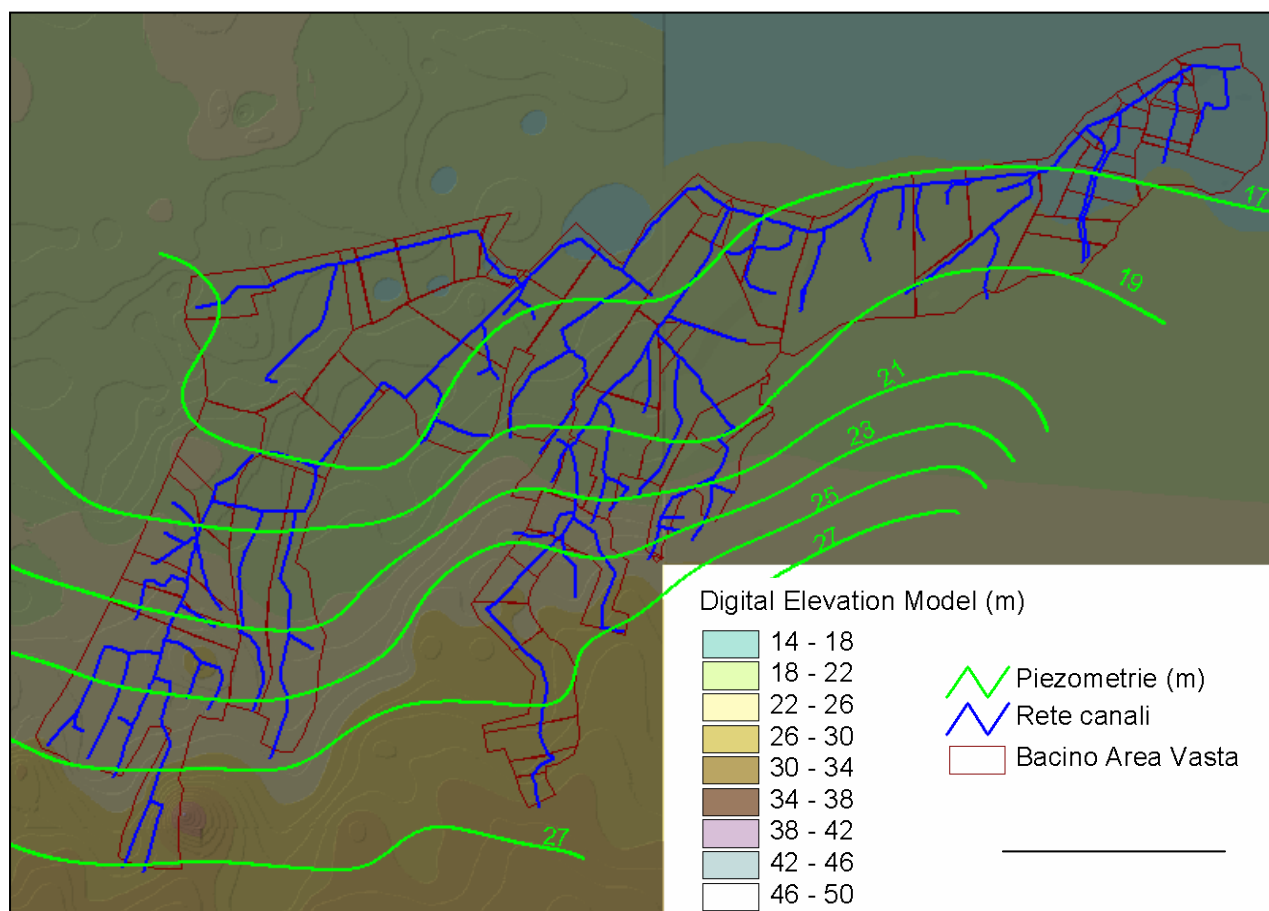 17
19
21
23
25
27
27
Digital Elevation Model (m)
14 - 18
18 - 22
22 - 26
26 - 30
30 - 34
34 - 38
38 - 42
42 - 46
46 - 50
Piezometrie (m)
Rete canali
Bacino Area Vasta